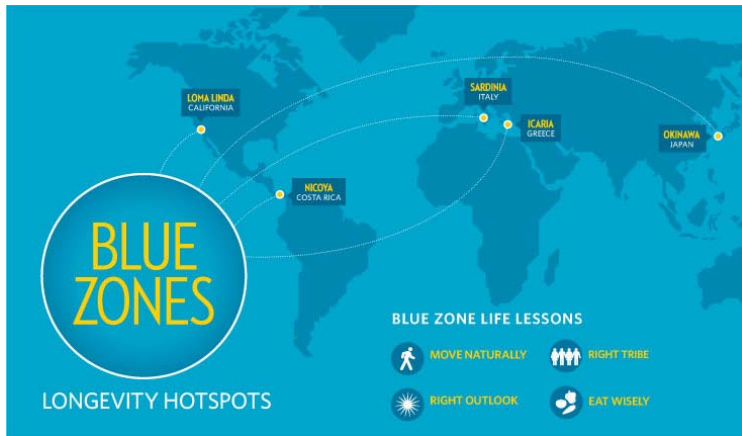 LOMA LINDA
CALIFORNIA
SARDINIA
ITALY
ICARIA
GREECE
OKINAWA
JAPAN
NICOYA
COSTA RICA
BLUE
ZONES
LONGEVITY HOTSPOTS
BLUE ZONE LIFE LESSONS
MOVE NATURALLY
RIGHT TRIBE
RIGHT OUTLOOK
EAT WISELY